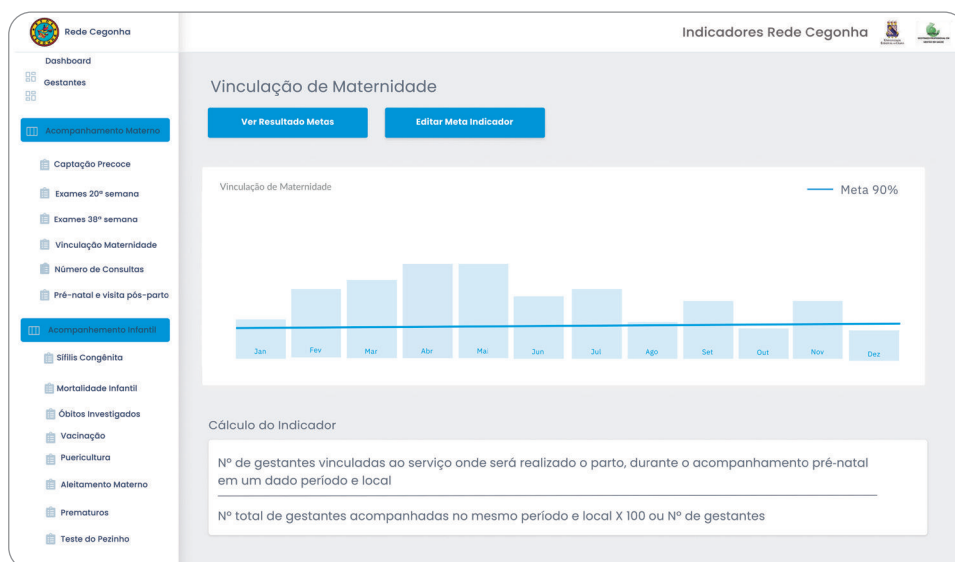 Rede Cegonha
Indicadores Rede Cegonha
Dashboard
Gestantes
Acompanhamento Materno
Captação Precoce
Exames 20ª semana
Exames 38ª semana
Vinculação Maternidade
Número de Consultas
Pré-natal e visita pós-parto
Acompanhemento Infantil
Sífilis Congênita
Mortalidade Infantil
Óbitos Investigados
Vacinação
Puericultura
Aleitamento Materno
Prematuros
Teste do Pezinho
Vinculação de Maternidade
Ver Resultado Metas
Editar Meta Indicador
Vinculação de Maternidade
Meta 90%
Jan Fev Mar Abr Mai Jun Jul Ago Set Out Nov Dez
Cálculo do Indicador
Nº de gestantes vinculadas ao serviço onde será realizado o parto, durante o acompanhamento pré-natal
em um dado período e local
Nº total de gestantes acompanhadas no mesmo período e local X 100 ou Nº de gestantes